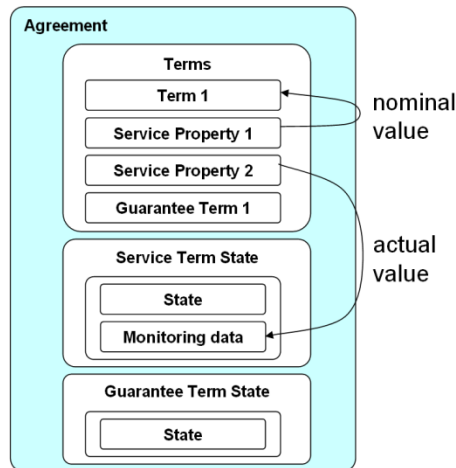 Agreement
Terms
Term 1
Service Property 1
Service Property 2
Guarantee Term 1
nominal
value
Service Term State
State
Monitoring data
actual
value
Guarantee Term State
State